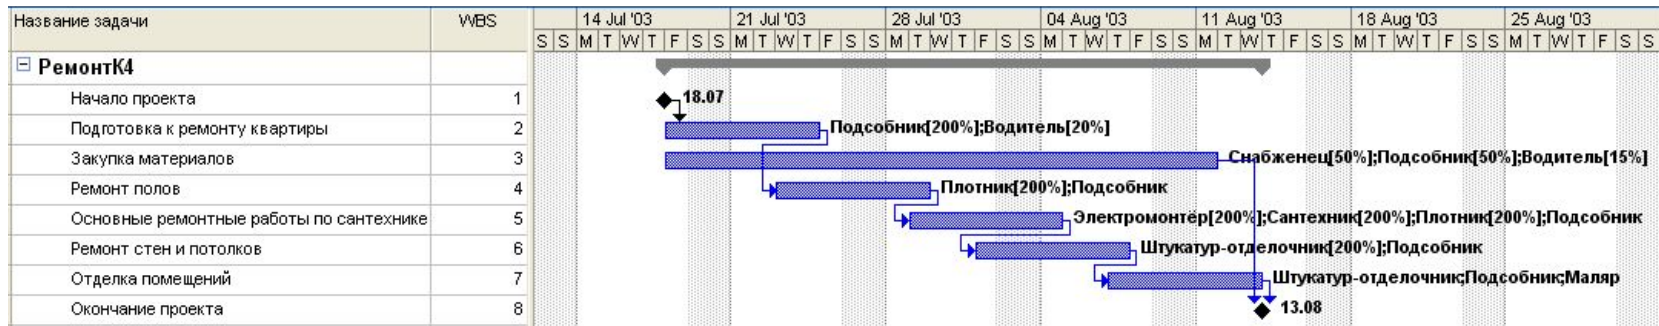 Название задачи WBS 14 Jul '03 21 Jul '03 28 Jul '03 04 Aug '03 11 Aug '03 18 Aug '03 25 Aug '03
S S M T W T F S S M T W T F S S M T W T F S S M T W T F S S M T W T F S S M T W T F S S M T W T F S S
РемонтК4
Начало проекта 1 18.07
Подготовка к ремонту квартиры 2 Подсобник[200%];Водитель[20%]
Закупка материалов 3 Снабженец[50%];Подсобник[50%];Водитель[15%]
Ремонт полов 4 Плотник[200%];Подсобник
Основные ремонтные работы по сантехнике 5 Электромонтёр[200%];Сантехник[200%];Плотник[200%];Подсобник
Ремонт стен и потолков 6 Штукатур-отделочник[200%];Подсобник
Отделка помещений 7 Штукатур-отделочник;Подсобник;Маляр
Окончание проекта 8 13.08